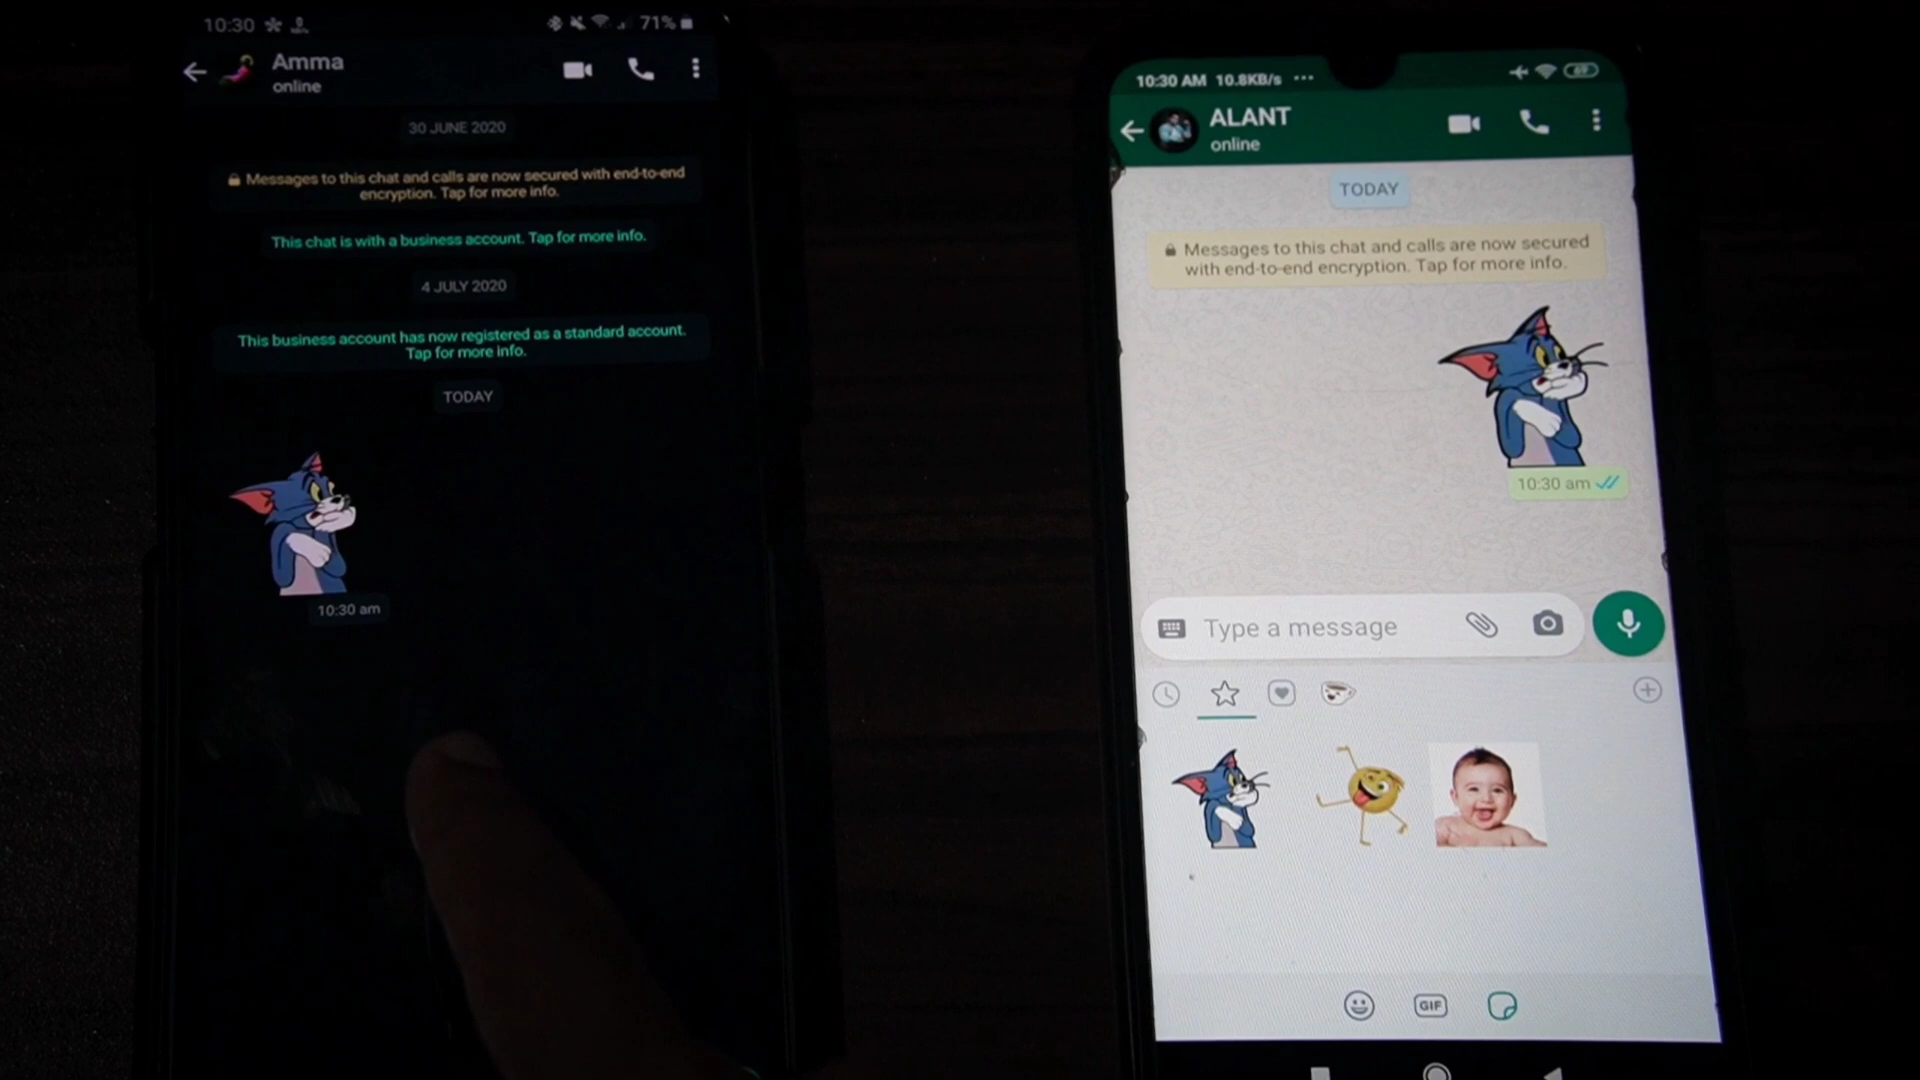 10:30
71%
Amma
online
30 JUNE 2020
Messages to this chat and calls are now secured with end-to-end
encryption. Tap for more info.
This chat is with a business account. Tap for more info.
4 JULY 2020
This business account has now registered as a standard account.
Tap for more info.
TODAY
10:30 am
10:30 AM 10.8KB/s ...
69
ALANT
online
TODAY
Messages to this chat and calls are now secured
with end-to-end encryption. Tap for more info.
10:30 am
Type a message
GIF